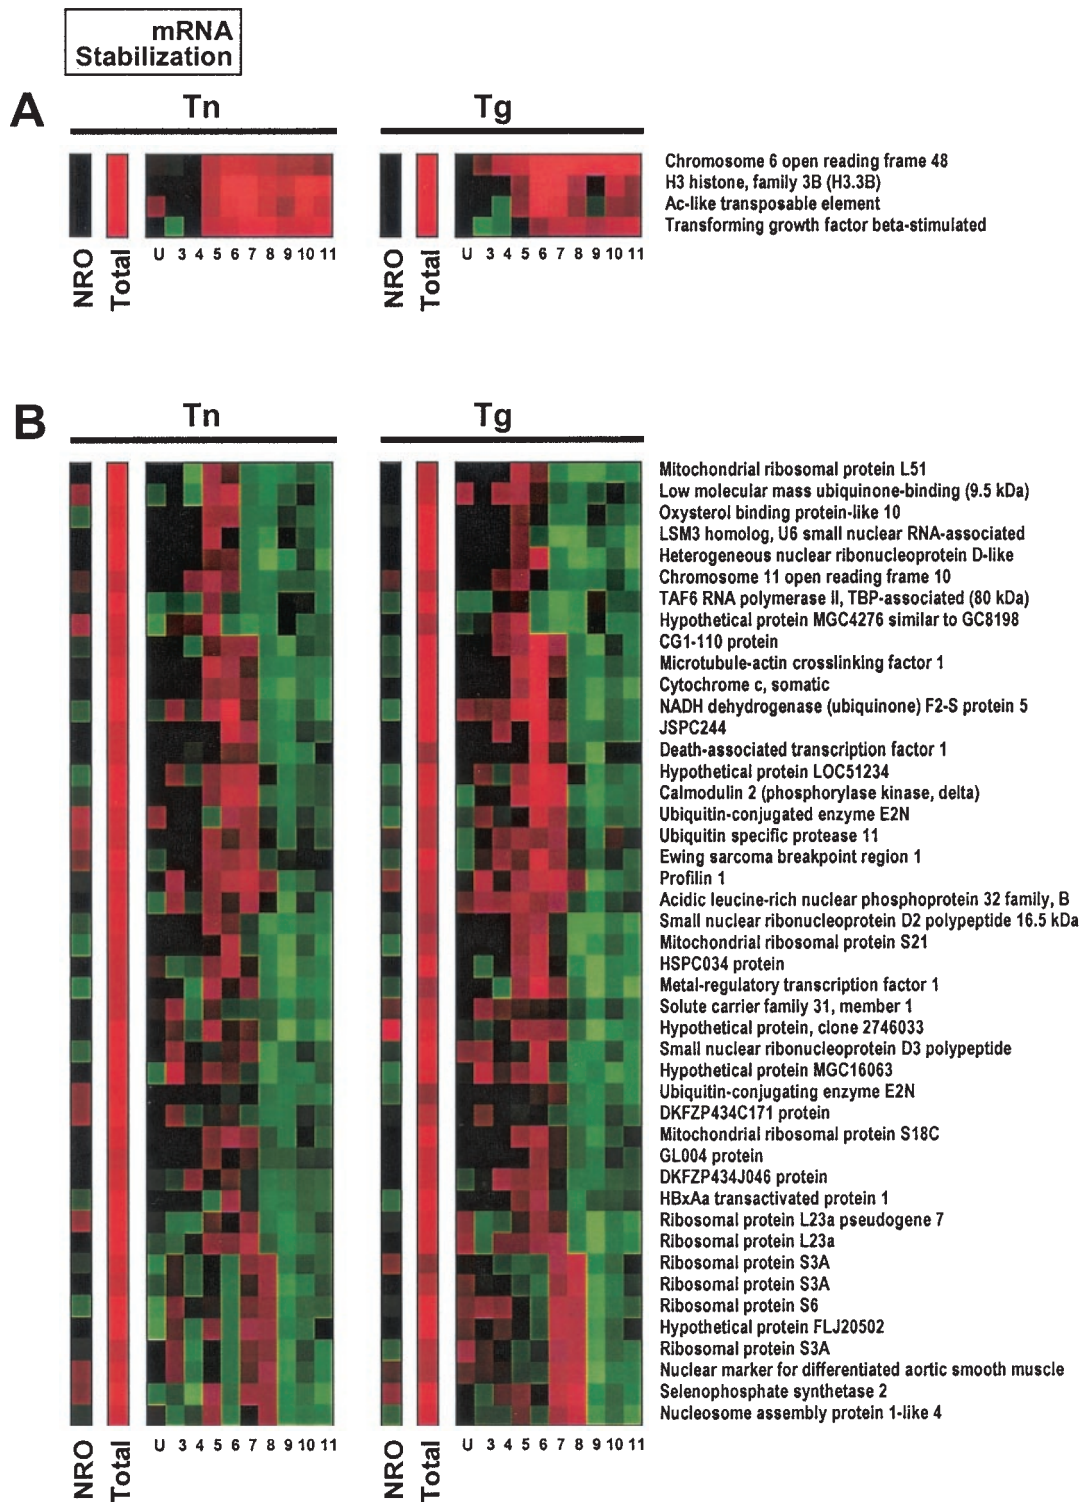 mRNA
Stabilization
A
Tn
Tg
Chromosome 6 open reading frame 48
H3 histone, family 3B (H3.3B)
Ac-like transposable element
Transforming growth factor beta-stimulated
NRO
Total
U 3 4 5 6 7 8 9 10 11
NRO
Total
U 3 4 5 6 7 8 9 10 11
B
Tn
Tg
Mitochondrial ribosomal protein L51
Low molecular mass ubiquinone-binding (9.5 kDa)
Oxysterol binding protein-like 10
LSM3 homolog, U6 small nuclear RNA-associated
Heterogeneous nuclear ribonucleoprotein D-like
Chromosome 11 open reading frame 10
TAF6 RNA polymerase II, TBP-associated (80 kDa)
Hypothetical protein MGC4276 similar to GC8198
CG1-110 protein
Microtubule-actin crosslinking factor 1
Cytochrome c, somatic
NADH dehydrogenase (ubiquinone) F2-S protein 5
JSPC244
Death-associated transcription factor 1
Hypothetical protein LOC51234
Calmodulin 2 (phosphorylase kinase, delta)
Ubiquitin-conjugated enzyme E2N
Ubiquitin specific protease 11
Ewing sarcoma breakpoint region 1
Profilin 1
Acidic leucine-rich nuclear phosphoprotein 32 family, B
Small nuclear ribonucleoprotein D2 polypeptide 16.5 kDa
Mitochondrial ribosomal protein S21
HSPC034 protein
Metal-regulatory transcription factor 1
Solute carrier family 31, member 1
Hypothetical protein, clone 2746033
Small nuclear ribonucleoprotein D3 polypeptide
Hypothetical protein MGC16063
Ubiquitin-conjugating enzyme E2N
DKFZP434C171 protein
Mitochondrial ribosomal protein S18C
GL004 protein
DKFZP434J046 protein
HBxAa transactivated protein 1
Ribosomal protein L23a pseudogene 7
Ribosomal protein L23a
Ribosomal protein S3A
Ribosomal protein S3A
Ribosomal protein S6
Hypothetical protein FLJ20502
Ribosomal protein S3A
Nuclear marker for differentiated aortic smooth muscle
Selenophosphate synthetase 2
Nucleosome assembly protein 1-like 4
NRO
Total
U 3 4 5 6 7 8 9 10 11
NRO
Total
U 3 4 5 6 7 8 9 10 11